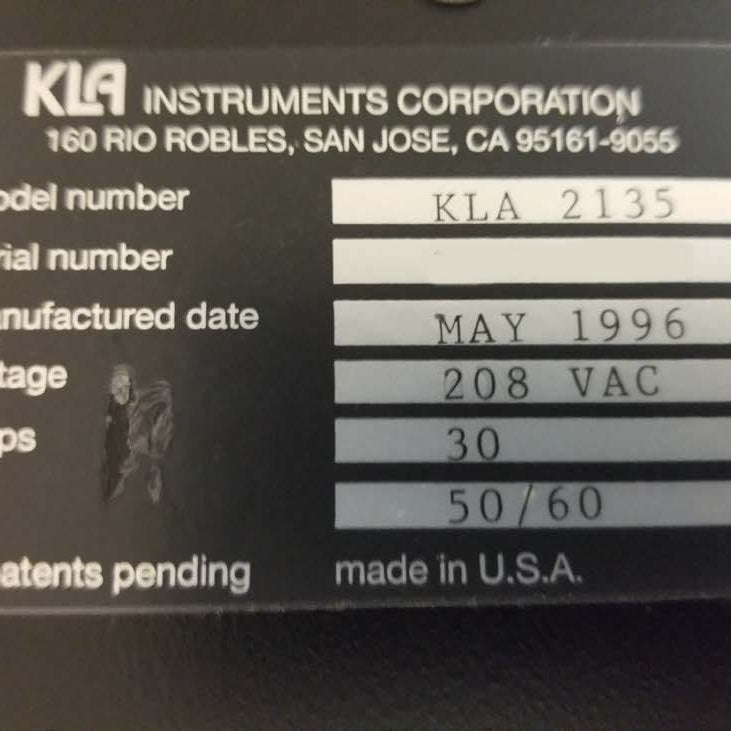 KLA INSTRUMENTS CORPORATION
160 RIO ROBLES, SAN JOSE, CA 95161-9055
odel number KLA 2135
rial number
nufactured date MAY 1996
tage 208 VAC
ps 30
50/60
atents pending made in U.S.A.